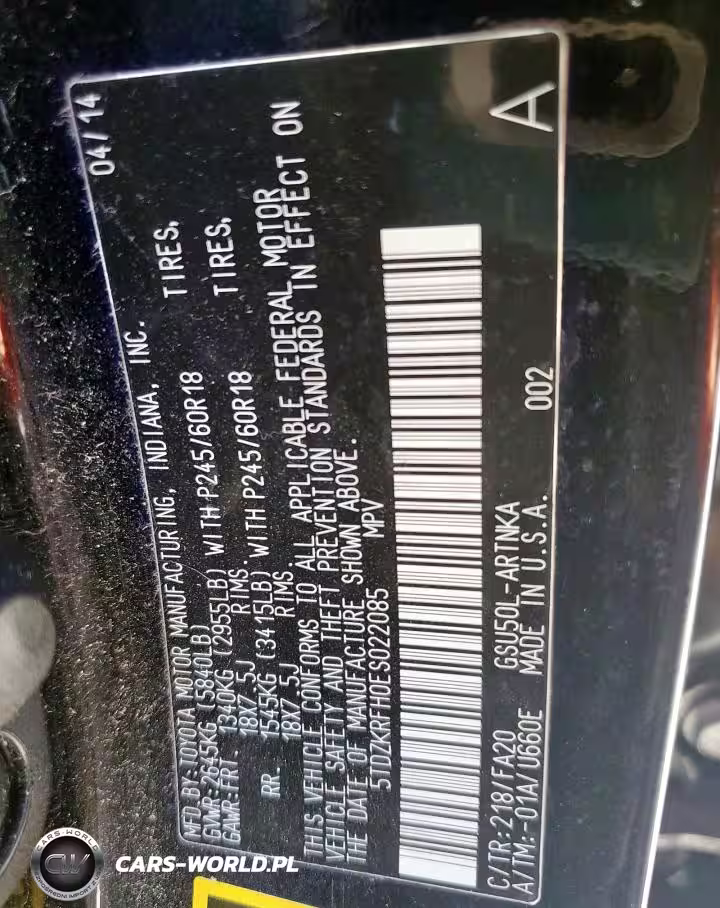 MFD.BY:TOYOTA MOTOR MANUFACTURING, INDIANA, INC. 04/14
GVWR:2645KG (5840LB)
GAWR:FRT. 1340KG (2955LB) WITH P245/60R18 TIRES,
18X7.5J RIMS.
RR. 1545KG (3415LB) WITH P245/60R18 TIRES,
18X7.5J RIMS.
THIS VEHICLE CONFORMS TO ALL APPLICABLE FEDERAL MOTOR
VEHICLE SAFETY AND THEFT PREVENTION STANDARDS IN EFFECT ON
THE DATE OF MANUFACTURE SHOWN ABOVE.
5TDZKRFH0ES022085 MPV
C/TR:218/FA20 GSU50L-ARTNKA
A/TM:-01A/U660E MADE IN U.S.A. 002 A
CARS-WORLD
CW
CARS-WORLD.PL